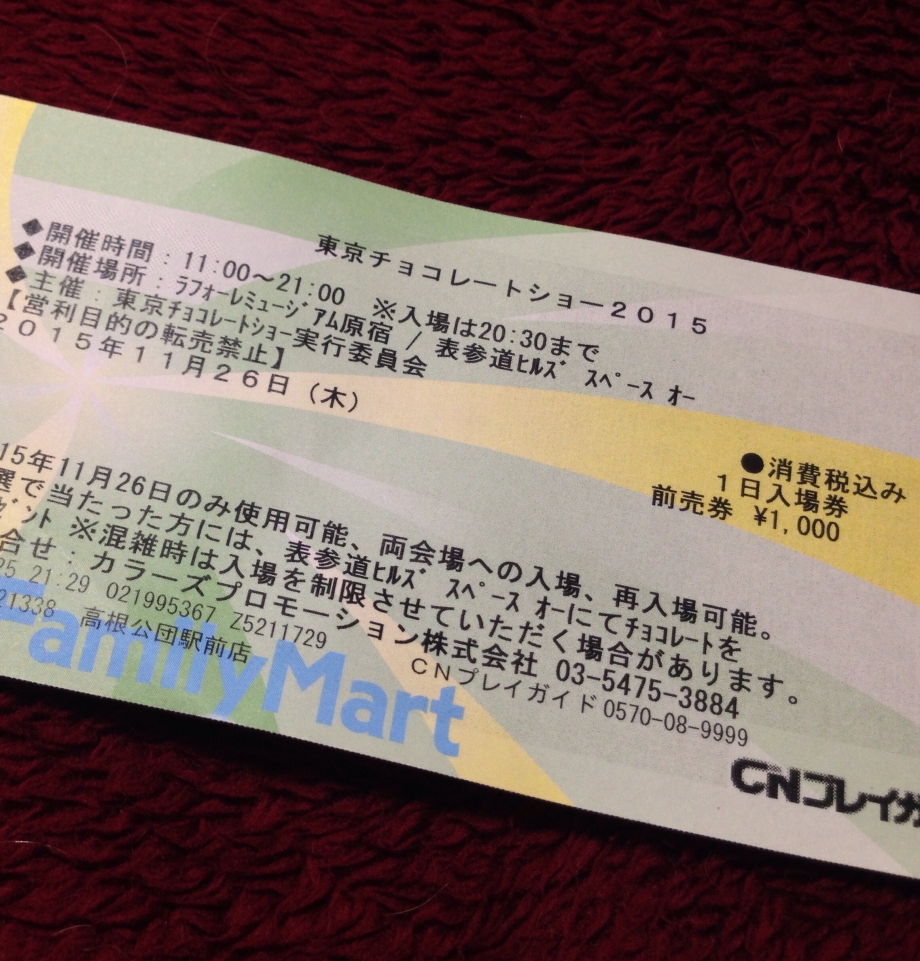 東京チョコレートショー２０１５
◆開催時間：11:00〜21:00　※入場は20:30まで
◆開催場所：ﾗﾌｫｰﾚﾐｭｰｼﾞｱﾑ原宿 / 表参道ﾋﾙｽﾞ ｽﾍﾟｰｽ ｵｰ
◆主催：東京ﾁｮｺﾚｰﾄｼｮｰ実行委員会
【営利目的の転売禁止】
２０１５年１１月２６日（木）
●消費税込み
１日入場券
前売券 ¥1,000
15年11月26日のみ使用可能、両会場への入場、再入場可能。
選で当たった方には、表参道ﾋﾙｽﾞ ｽﾍﾟｰｽ ｵｰにてﾁｮｺﾚｰﾄを
ｾﾞﾝﾄ ※混雑時は入場を制限させていただく場合があります。
合せ：カラーズプロモーション株式会社 03-5475-3884
25 21:29 021995367 Z5211729
ＣＮプレイガイド0570-08-9999
21338 高根公団駅前店
FamilyMart
CNプレイガ